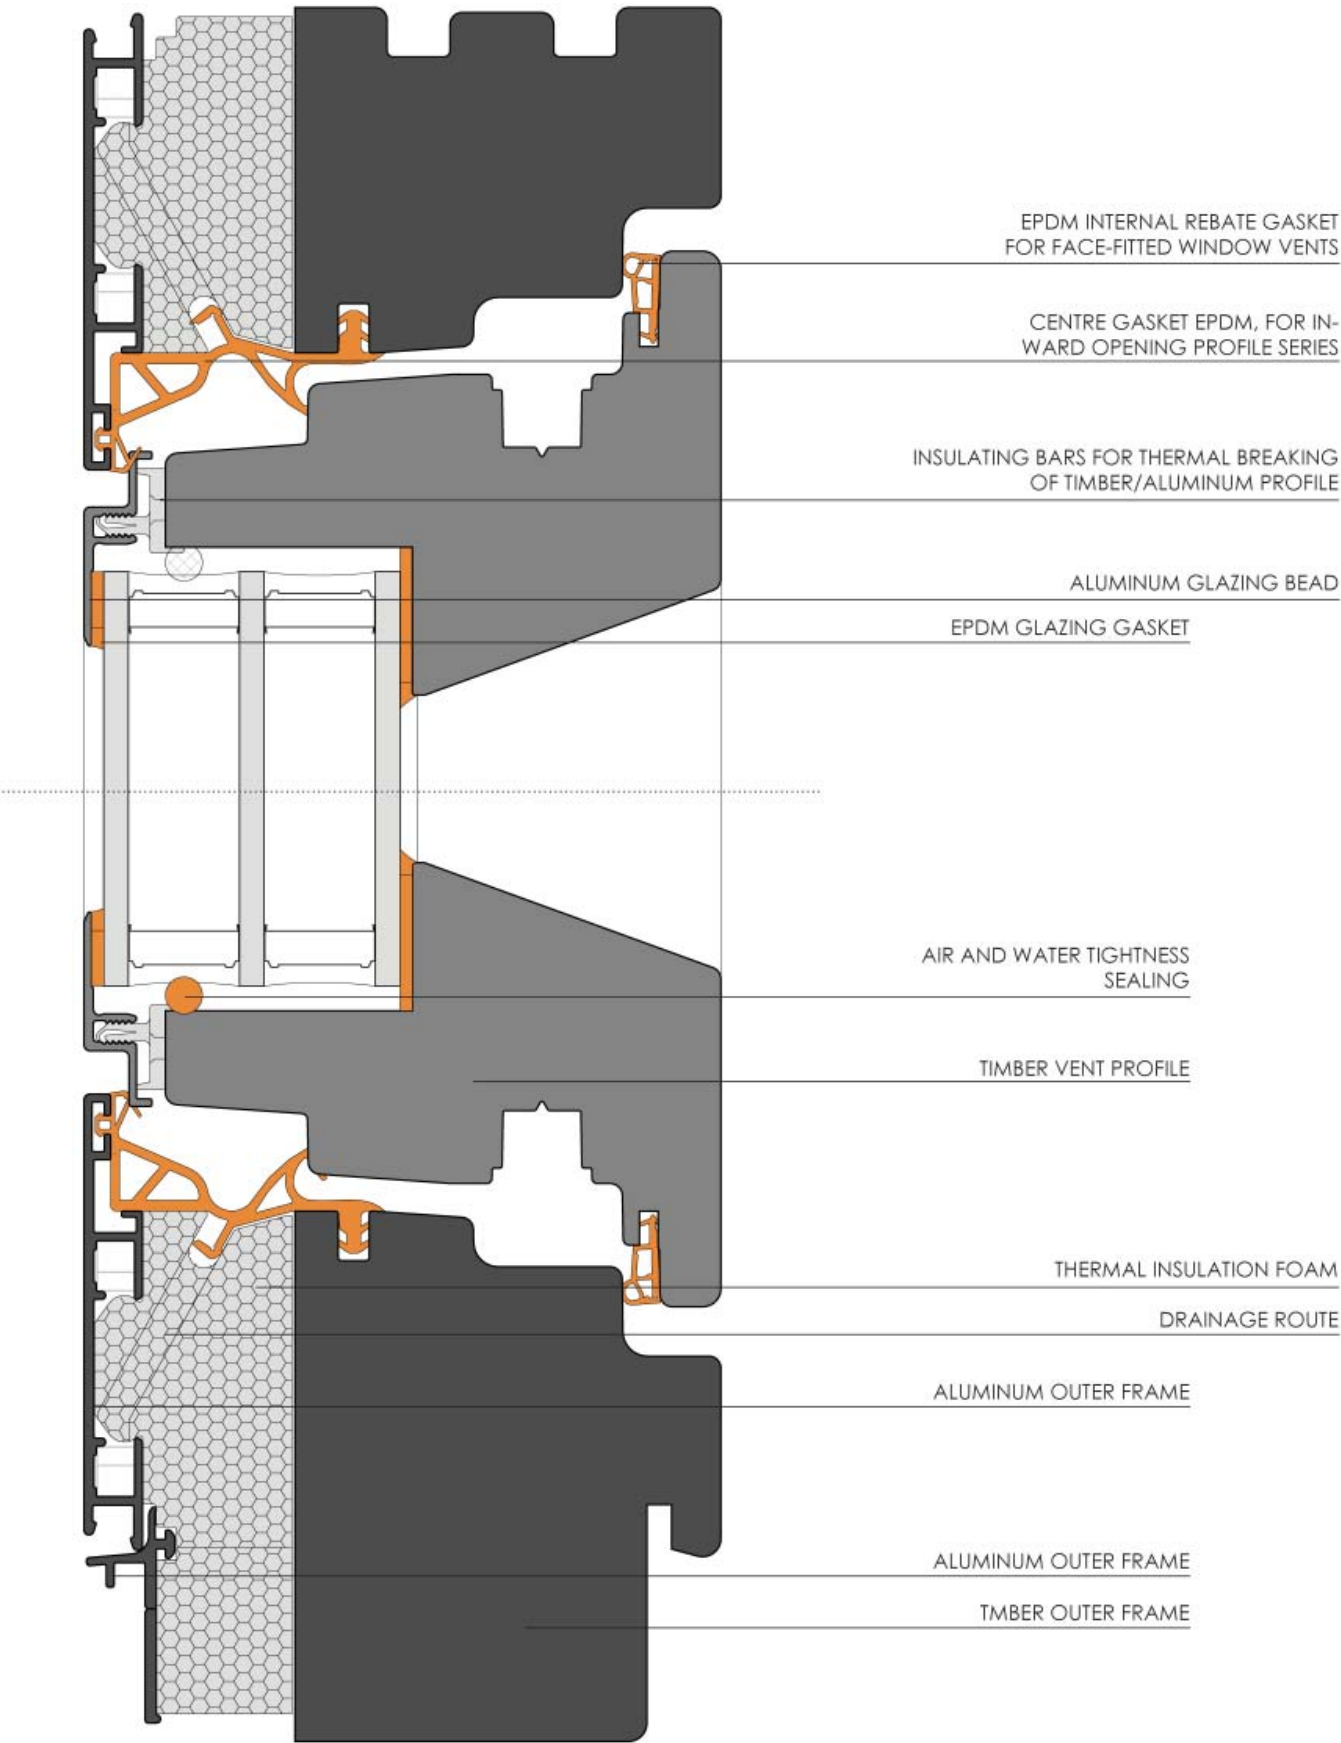 EPDM INTERNAL REBATE GASKET
FOR FACE-FITTED WINDOW VENTS
CENTRE GASKET EPDM, FOR IN-
WARD OPENING PROFILE SERIES
INSULATING BARS FOR THERMAL BREAKING
OF TIMBER/ALUMINUM PROFILE
ALUMINUM GLAZING BEAD
EPDM GLAZING GASKET
AIR AND WATER TIGHTNESS
SEALING
TIMBER VENT PROFILE
THERMAL INSULATION FOAM
DRAINAGE ROUTE
ALUMINUM OUTER FRAME
ALUMINUM OUTER FRAME
TMBER OUTER FRAME